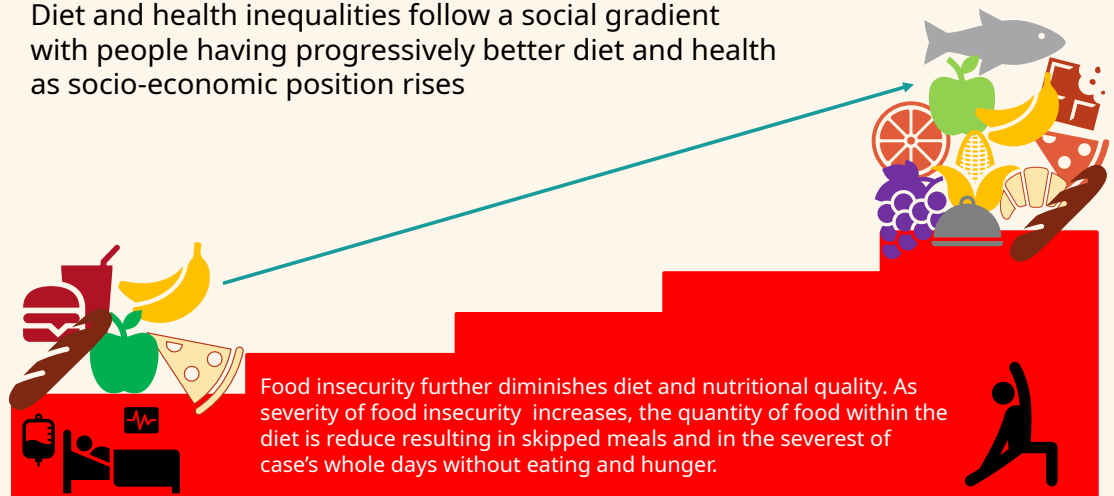 Diet and health inequalities follow a social gradient
with people having progressively better diet and health
as socio-economic position rises
Food insecurity further diminishes diet and nutritional quality. As
severity of food insecurity  increases, the quantity of food within the
diet is reduce resulting in skipped meals and in the severest of
case’s whole days without eating and hunger.